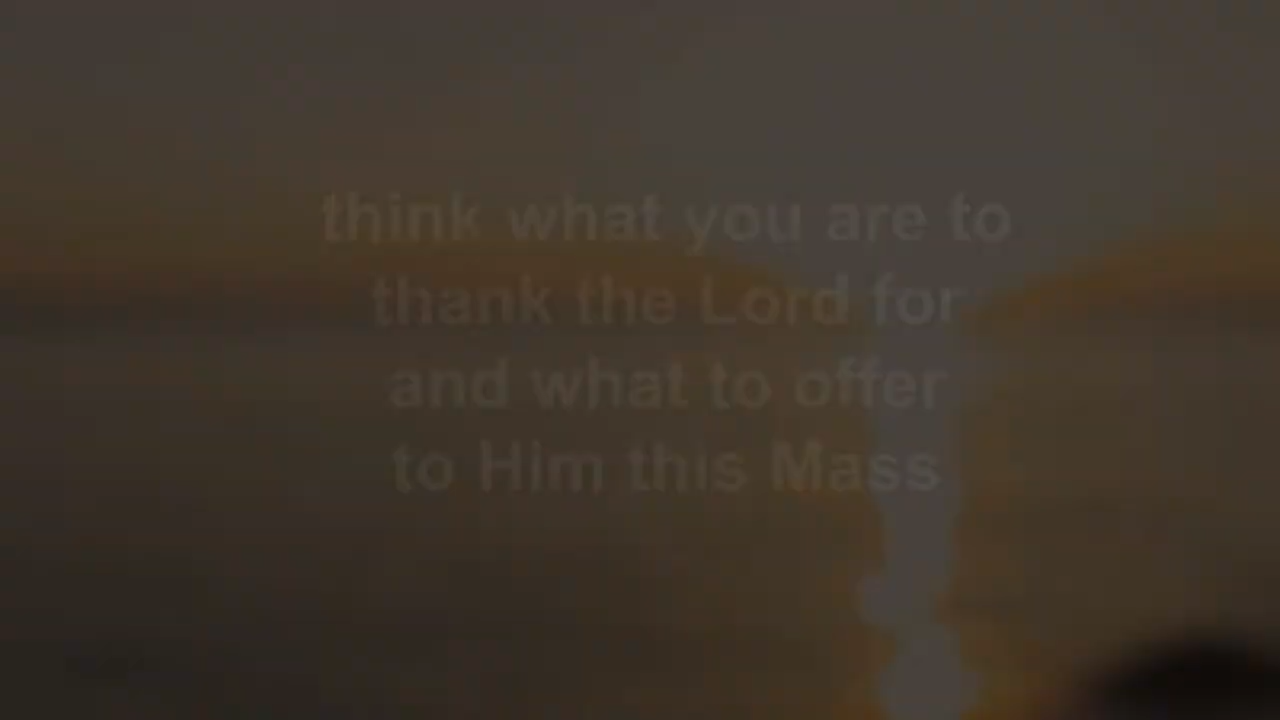 think what you are to
thank the Lord for
and what to offer
to Him this Mass